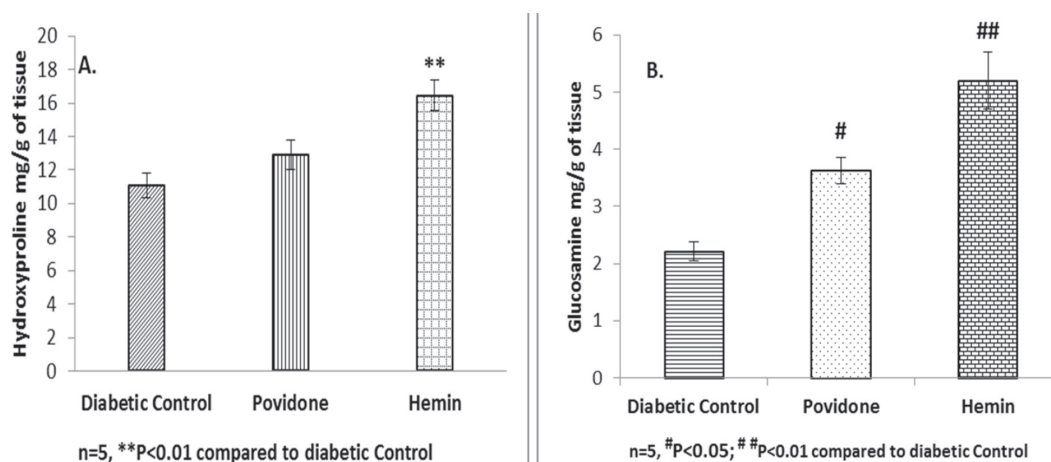 A.
Hydroxyproline mg/g of tissue
20
18
16
14
12
10
8
6
4
2
0
**
Diabetic Control Povidone Hemin
n=5, **P<0.01 compared to diabetic Control
B.
Glucosamine mg/g of tissue
6
5
4
3
2
1
0
#
##
Diabetic Control Povidone Hemin
n=5, #P<0.05; # #P<0.01 compared to diabetic Control